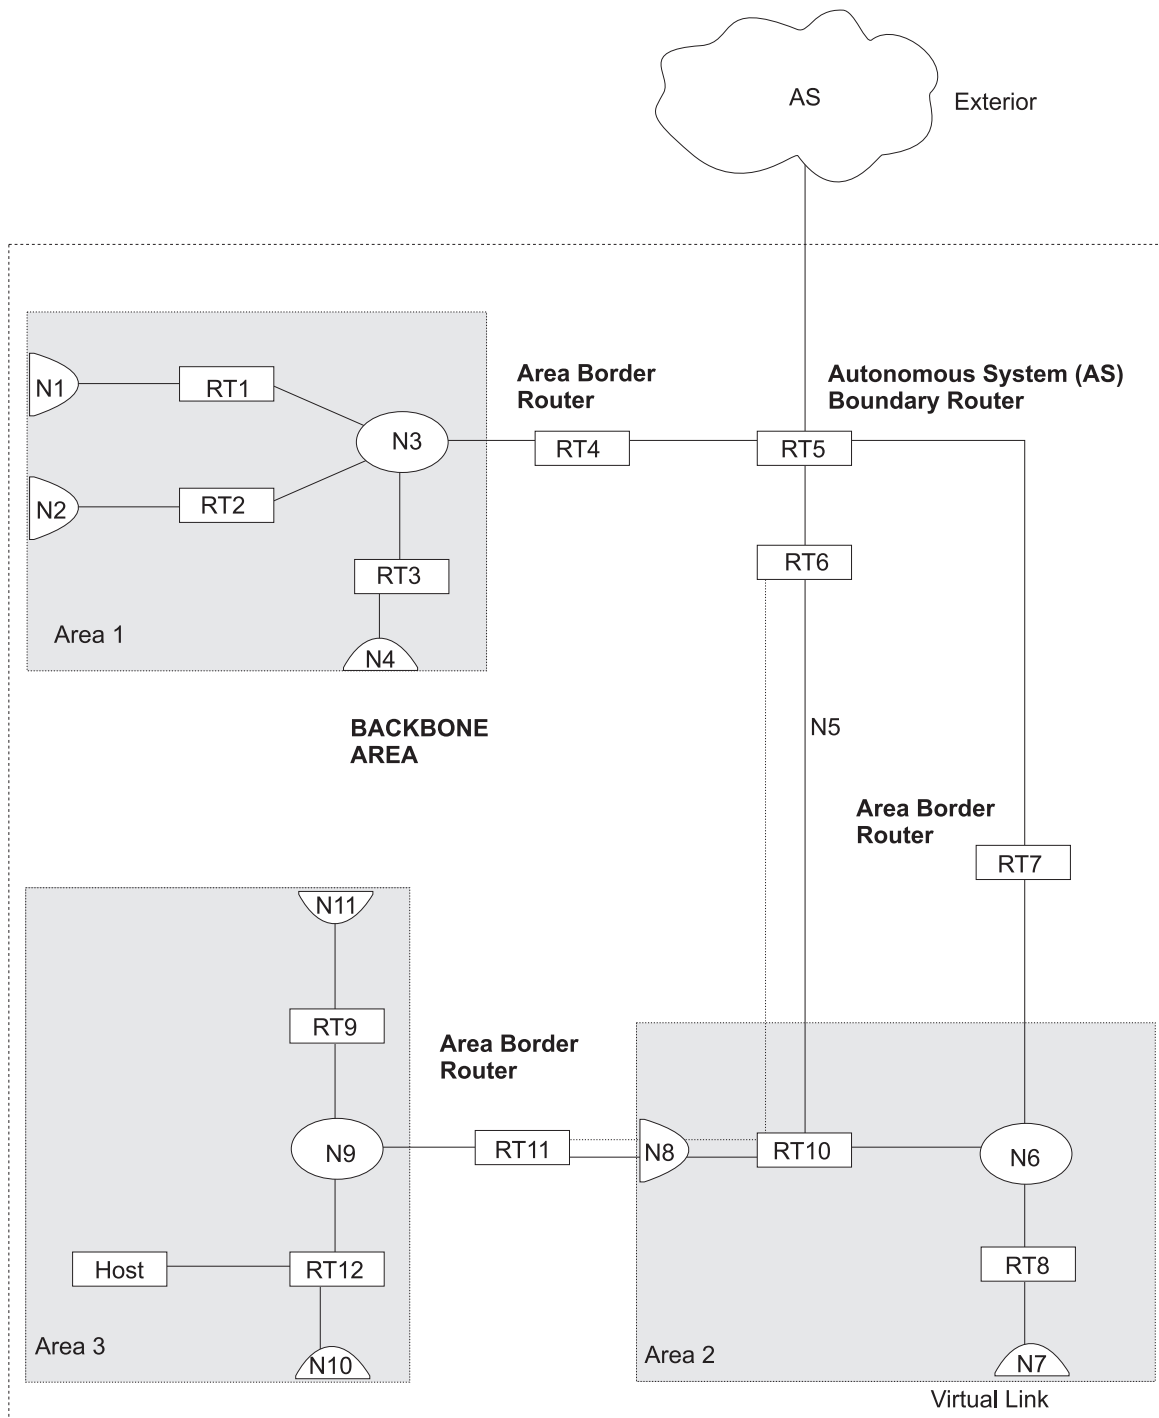 AS
Exterior
N1
RT1
Area Border
Router
Autonomous System (AS)
Boundary Router
N3
RT4
RT5
N2
RT2
RT6
RT3
Area 1
N4
BACKBONE
AREA
N5
Area Border
Router
RT7
N11
RT9
Area Border
Router
N9
RT11
N8
RT10
N6
Host
RT12
RT8
Area 3
N10
Area 2
N7
Virtual Link